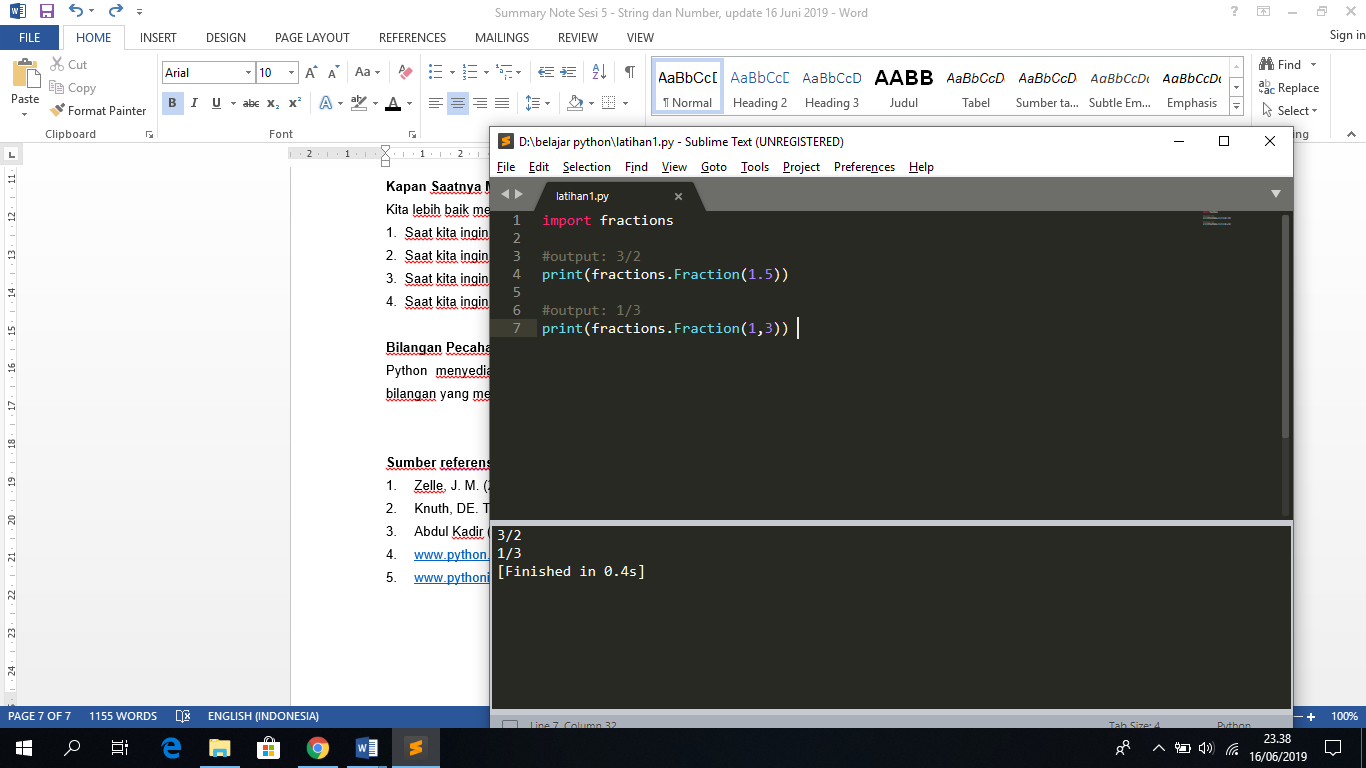 Summary Note Sesi 5 - String dan Number, update 16 Juni 2019 - Word
FILE HOME INSERT DESIGN PAGE LAYOUT REFERENCES MAILINGS REVIEW VIEW Sign in
Paste
Cut
Copy
Format Painter
Clipboard
Arial 10
B I U abc x2 x2
Font
AaBbCcD AaBbCcD AaBbCcD AABB AaBbCcD AaBbCcD AaBbCcDc AaBbCcDc
¶ Normal Heading 2 Heading 3 Judul Tabel Sumber ta... Subtle Em... Emphasis
Find
Replace
Select
ng
Kapan Saatnya
Kita lebih baik me
1. Saat kita ingin
2. Saat kita ingin
3. Saat kita ingin
4. Saat kita ingin
Bilangan Pecaha
Python menyedia
bilangan yang me
Sumber referens
1. Zelle, J. M. (
2. Knuth, DE. T
3. Abdul Kadir (
4. www.python.
5. www.pythoni
D:\belajar python\latihan1.py - Sublime Text (UNREGISTERED)
File Edit Selection Find View Goto Tools Project Preferences Help
latihan1.py
1 import fractions
2
3 #output: 3/2
4 print(fractions.Fraction(1.5))
5
6 #output: 1/3
7 print(fractions.Fraction(1,3))
3/2
1/3
[Finished in 0.4s]
Line 7, Column 32 Tab Size: 4 Python
PAGE 7 OF 7 1155 WORDS ENGLISH (INDONESIA) 100%
23.38
16/06/2019